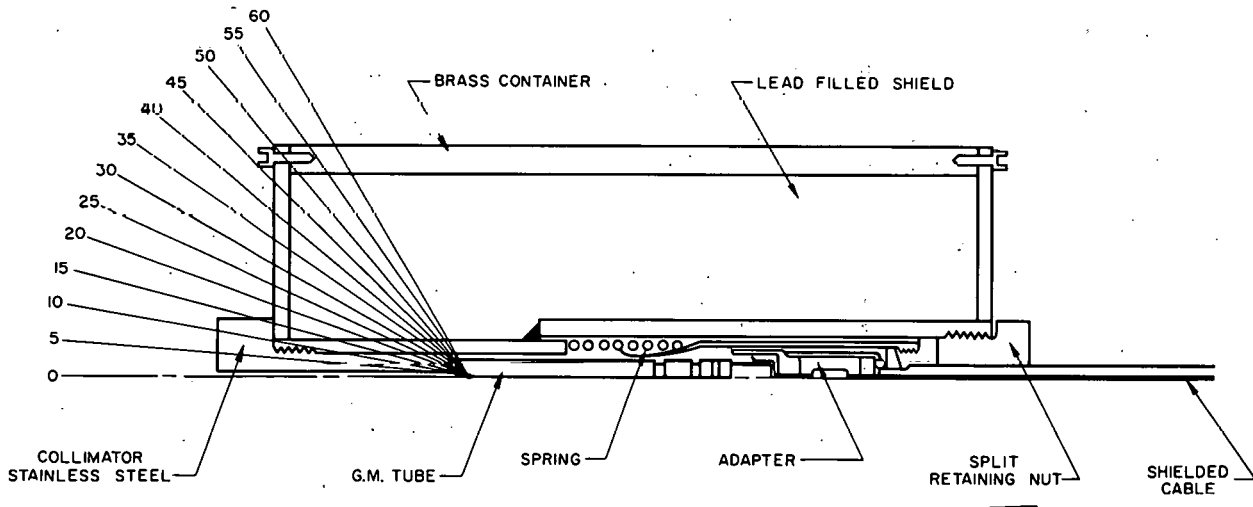 60
55
50
45
40
35
30
25
20
15
10
5
0
BRASS CONTAINER
LEAD FILLED SHIELD
COLLIMATOR
STAINLESS STEEL
G.M. TUBE
SPRING
ADAPTER
SPLIT
RETAINING NUT
SHIELDED
CABLE